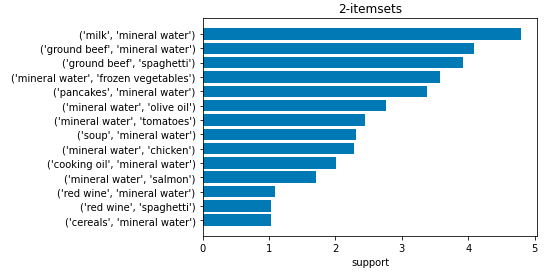 2-itemsets
('milk', 'mineral water')
('ground beef', 'mineral water')
('ground beef', 'spaghetti')
('mineral water', 'frozen vegetables')
('pancakes', 'mineral water')
('mineral water', 'olive oil')
('mineral water', 'tomatoes')
('soup', 'mineral water')
('mineral water', 'chicken')
('cooking oil', 'mineral water')
('mineral water', 'salmon')
('red wine', 'mineral water')
('red wine', 'spaghetti')
('cereals', 'mineral water')
0 1 2 3 4 5
support